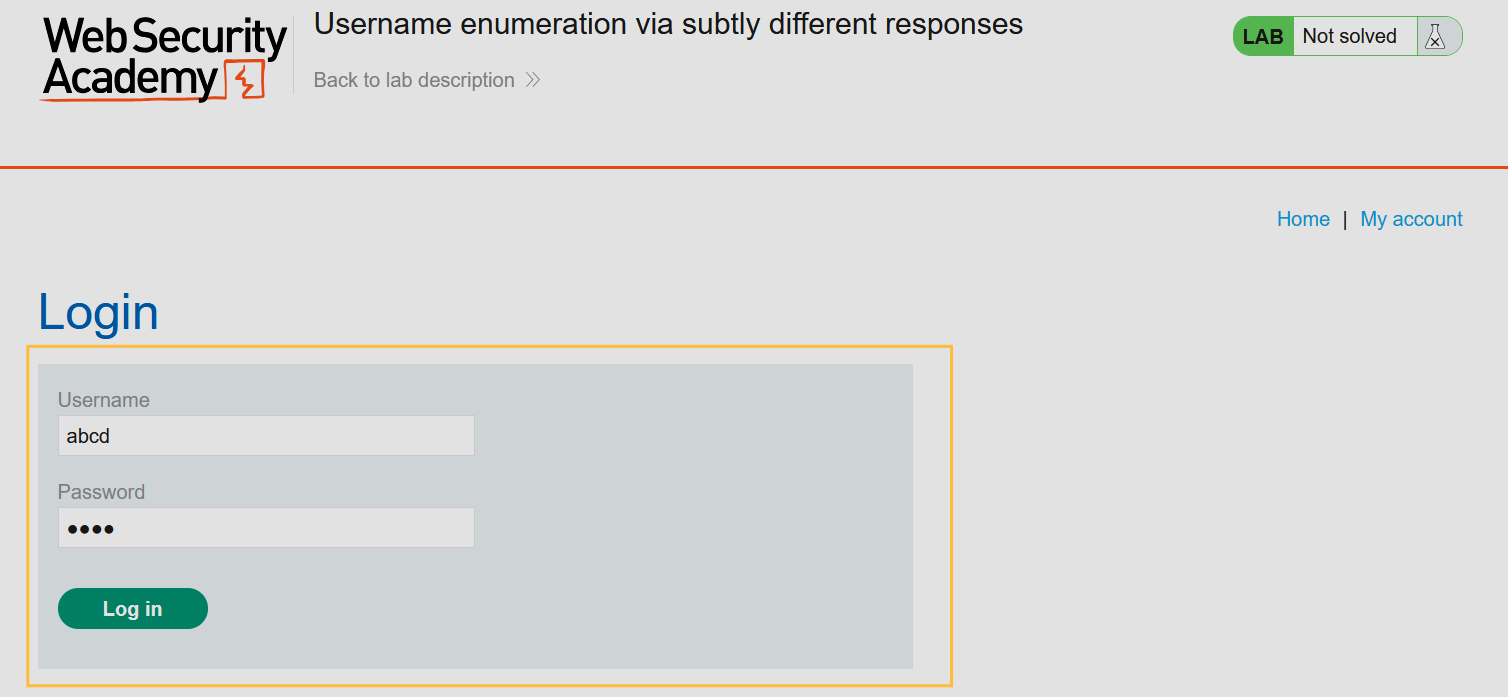 Web Security
Academy
Username enumeration via subtly different responses
Back to lab description
LAB Not solved
Home | My account
Login
Username
abcd
Password
••••
Log in